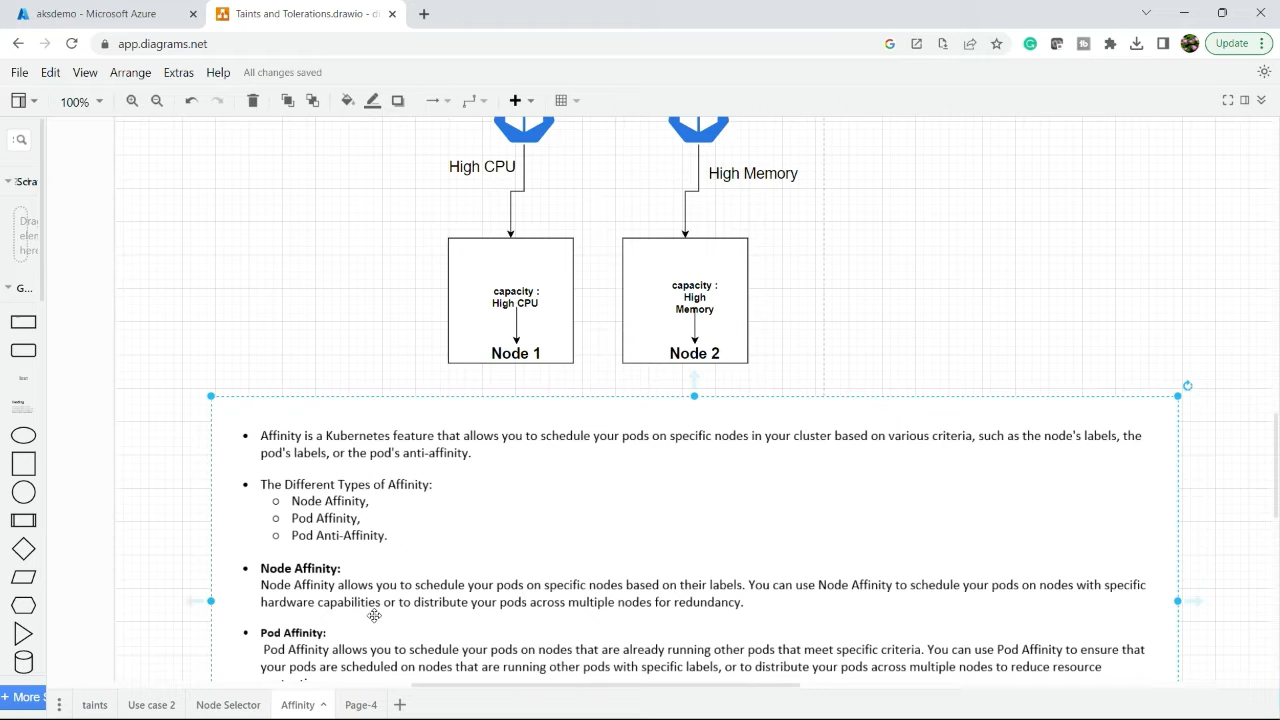 aksdemo - Microsoft Azure
Taints and Tolerations.drawio - d
app.diagrams.net
Update
File Edit View Arrange Extras Help All changes saved
100%
Scra
Drag
elen
here
G...
High CPU
High Memory
capacity :
High CPU
Node 1
capacity :
High
Memory
Node 2
• Affinity is a Kubernetes feature that allows you to schedule your pods on specific nodes in your cluster based on various criteria, such as the node's labels, the
pod's labels, or the pod's anti-affinity.
• The Different Types of Affinity:
○ Node Affinity,
○ Pod Affinity,
○ Pod Anti-Affinity.
• Node Affinity:
Node Affinity allows you to schedule your pods on specific nodes based on their labels. You can use Node Affinity to schedule your pods on nodes with specific
hardware capabilities or to distribute your pods across multiple nodes for redundancy.
• Pod Affinity:
Pod Affinity allows you to schedule your pods on nodes that are already running other pods that meet specific criteria. You can use Pod Affinity to ensure that
your pods are scheduled on nodes that are running other pods with specific labels, or to distribute your pods across multiple nodes to reduce resource
+ More S
taints Use case 2 Node Selector Affinity Page-4